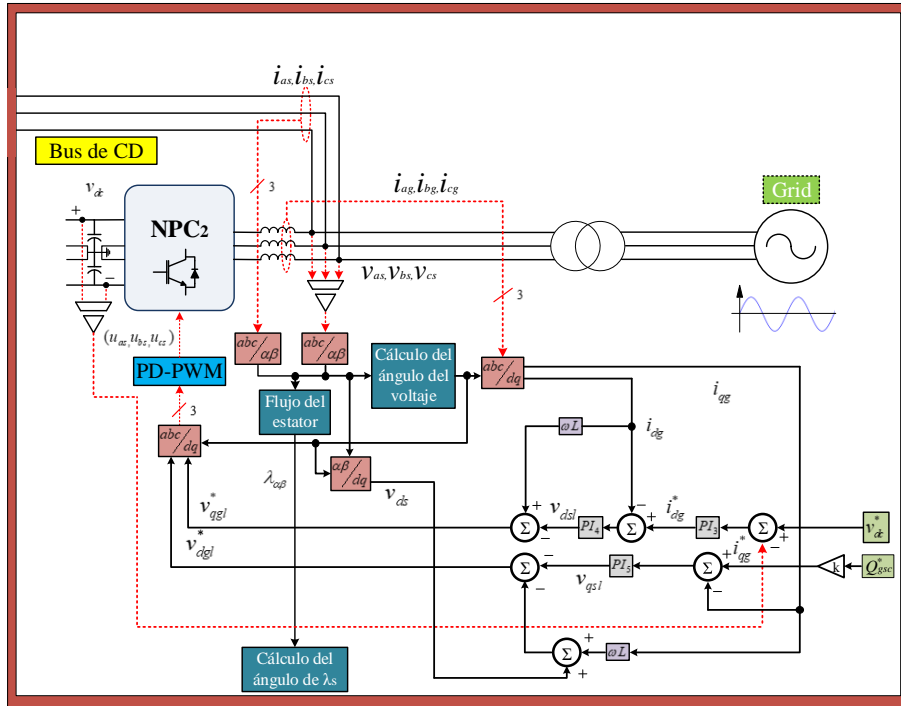 ias,ibs,ics
Bus de CD
3
iag,ibg,icg
Grid
vdc
+
NPC2
−
vas,vbs,vcs
3
(uas,ubs,ucs)
abc/αβ
abc/αβ
Cálculo del
ángulo del
voltaje
abc/dq
PD-PWM
iqg
Flujo del
estator
3
abc/dq
ωL
idg
λαβ
αβ/dq
vds
v*qgl
+
−
vdsl
PI4
−
+
i*dg
PI3
+
−
v*dc
Σ
Σ
Σ
v*dgl
−
−
vqsl
PI5
+
−
i*qg
k
Q*gsc
Σ
Σ
Σ
+
+
ωL
Cálculo del
ángulo de λs